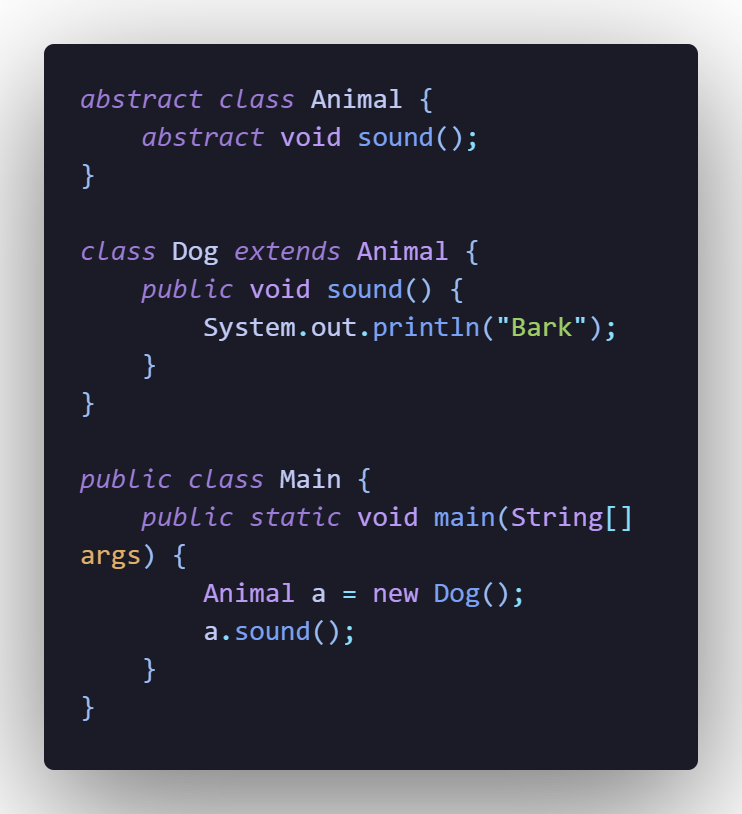 abstract class Animal {
    abstract void sound();
}

class Dog extends Animal {
    public void sound() {
        System.out.println("Bark");
    }
}

public class Main {
    public static void main(String[]
args) {
        Animal a = new Dog();
        a.sound();
    }
}